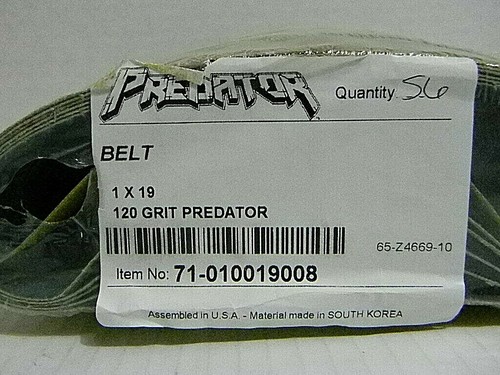 PREDATOR
Quantity 56
BELT
1 X 19
120 GRIT PREDATOR
65-Z4669-10
Item No: 71-010019008
Assembled in U.S.A. - Material made in SOUTH KOREA